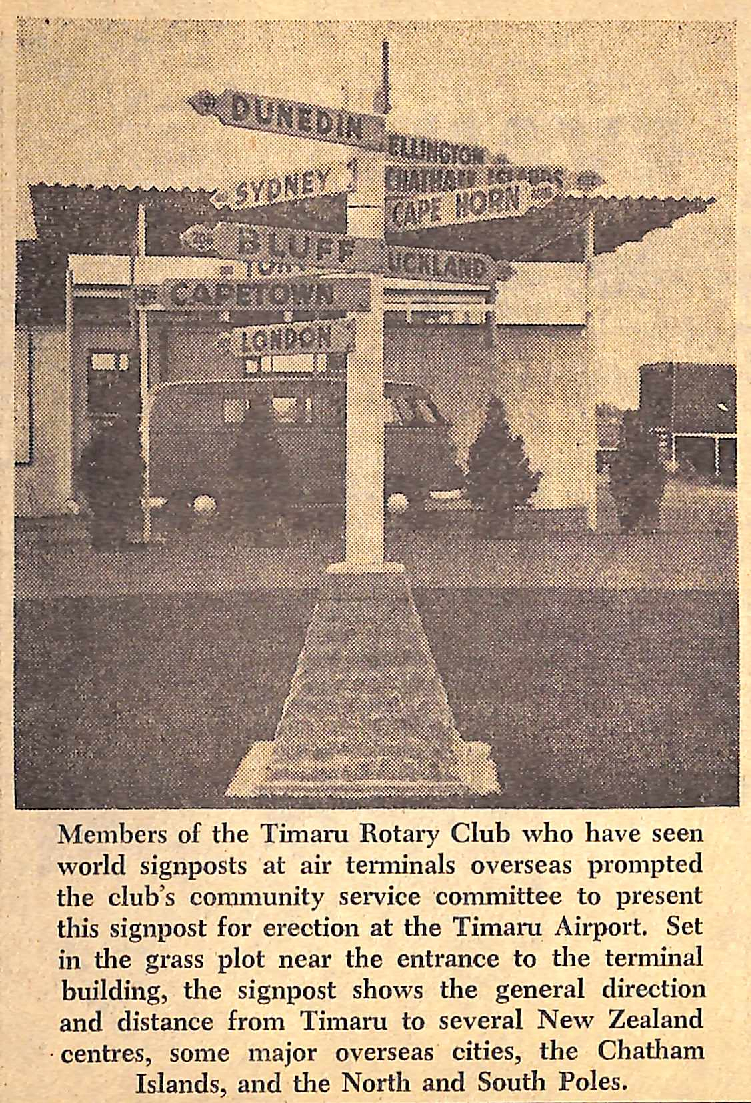 DUNEDIN
ELLINGTON
SYDNEY
CHATHAM ISLANDS
CAPE HORN
BLUFF
UCKLAND
CAPETOWN
LONDON
Members of the Timaru Rotary Club who have seen
world signposts at air terminals overseas prompted
the club's community service committee to present
this signpost for erection at the Timaru Airport. Set
in the grass plot near the entrance to the terminal
building, the signpost shows the general direction
and distance from Timaru to several New Zealand
centres, some major overseas cities, the Chatham
Islands, and the North and South Poles.